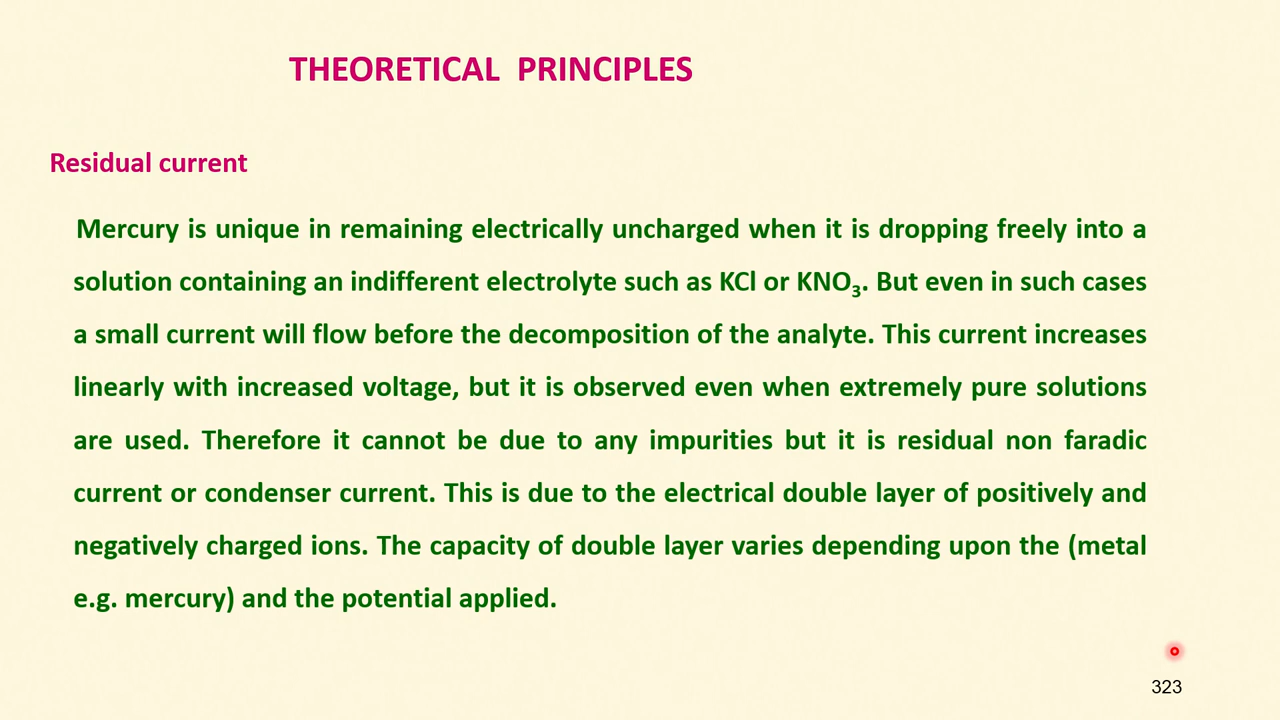 THEORETICAL PRINCIPLES
Residual current
Mercury is unique in remaining electrically uncharged when it is dropping freely into a
solution containing an indifferent electrolyte such as KCl or KNO₃. But even in such cases
a small current will flow before the decomposition of the analyte. This current increases
linearly with increased voltage, but it is observed even when extremely pure solutions
are used. Therefore it cannot be due to any impurities but it is residual non faradic
current or condenser current. This is due to the electrical double layer of positively and
negatively charged ions. The capacity of double layer varies depending upon the (metal
e.g. mercury) and the potential applied.
323